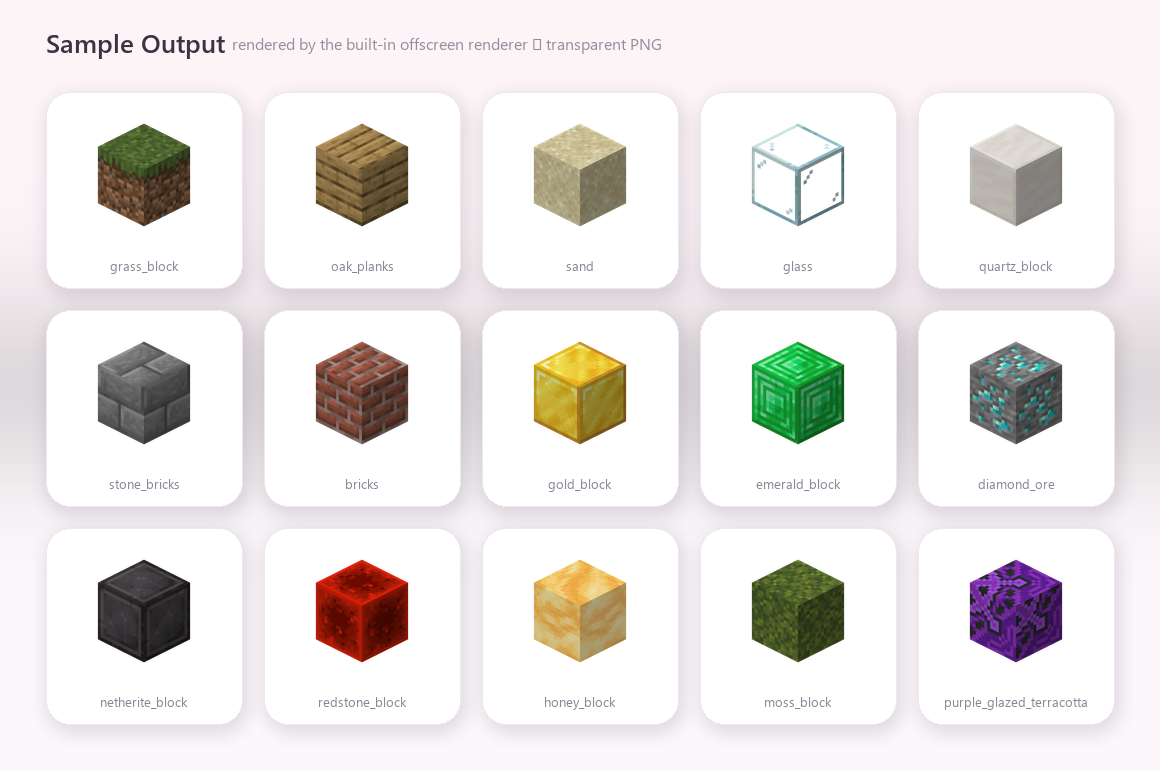 Sample Output rendered by the built-in offscreen renderer ▯ transparent PNG
grass_block
oak_planks
sand
glass
quartz_block
stone_bricks
bricks
gold_block
emerald_block
diamond_ore
netherite_block
redstone_block
honey_block
moss_block
purple_glazed_terracotta